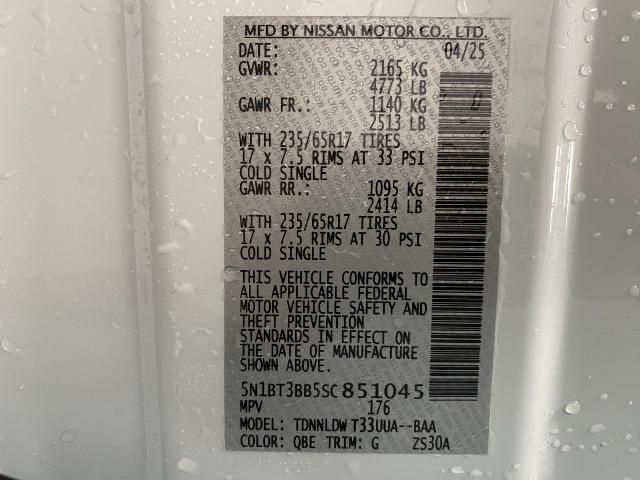 MFD BY NISSAN MOTOR CO., LTD.
DATE: 04/25
GVWR: 2165 KG
4773 LB
GAWR FR.: 1140 KG
2513 LB
WITH 235/65R17 TIRES
17 x 7.5 RIMS AT 33 PSI
COLD SINGLE
GAWR RR.: 1095 KG
2414 LB
WITH 235/65R17 TIRES
17 x 7.5 RIMS AT 30 PSI
COLD SINGLE
THIS VEHICLE CONFORMS TO
ALL APPLICABLE FEDERAL
MOTOR VEHICLE SAFETY AND
THEFT PREVENTION
STANDARDS IN EFFECT ON
THE DATE OF MANUFACTURE
SHOWN ABOVE.
5N1BT3BB5SC851045
MPV 176
MODEL: TDNNLDW T33UUA--BAA
COLOR: QBE TRIM: G ZS30A